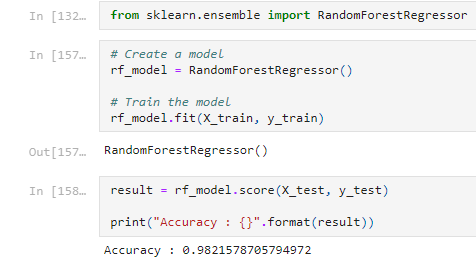 In [132…
from sklearn.ensemble import RandomForestRegressor
In [157…
# Create a model
rf_model = RandomForestRegressor()
# Train the model
rf_model.fit(X_train, y_train)
Out[157…
RandomForestRegressor()
In [158…
result = rf_model.score(X_test, y_test)
print("Accuracy : {}".format(result))
Accuracy : 0.9821578705794972